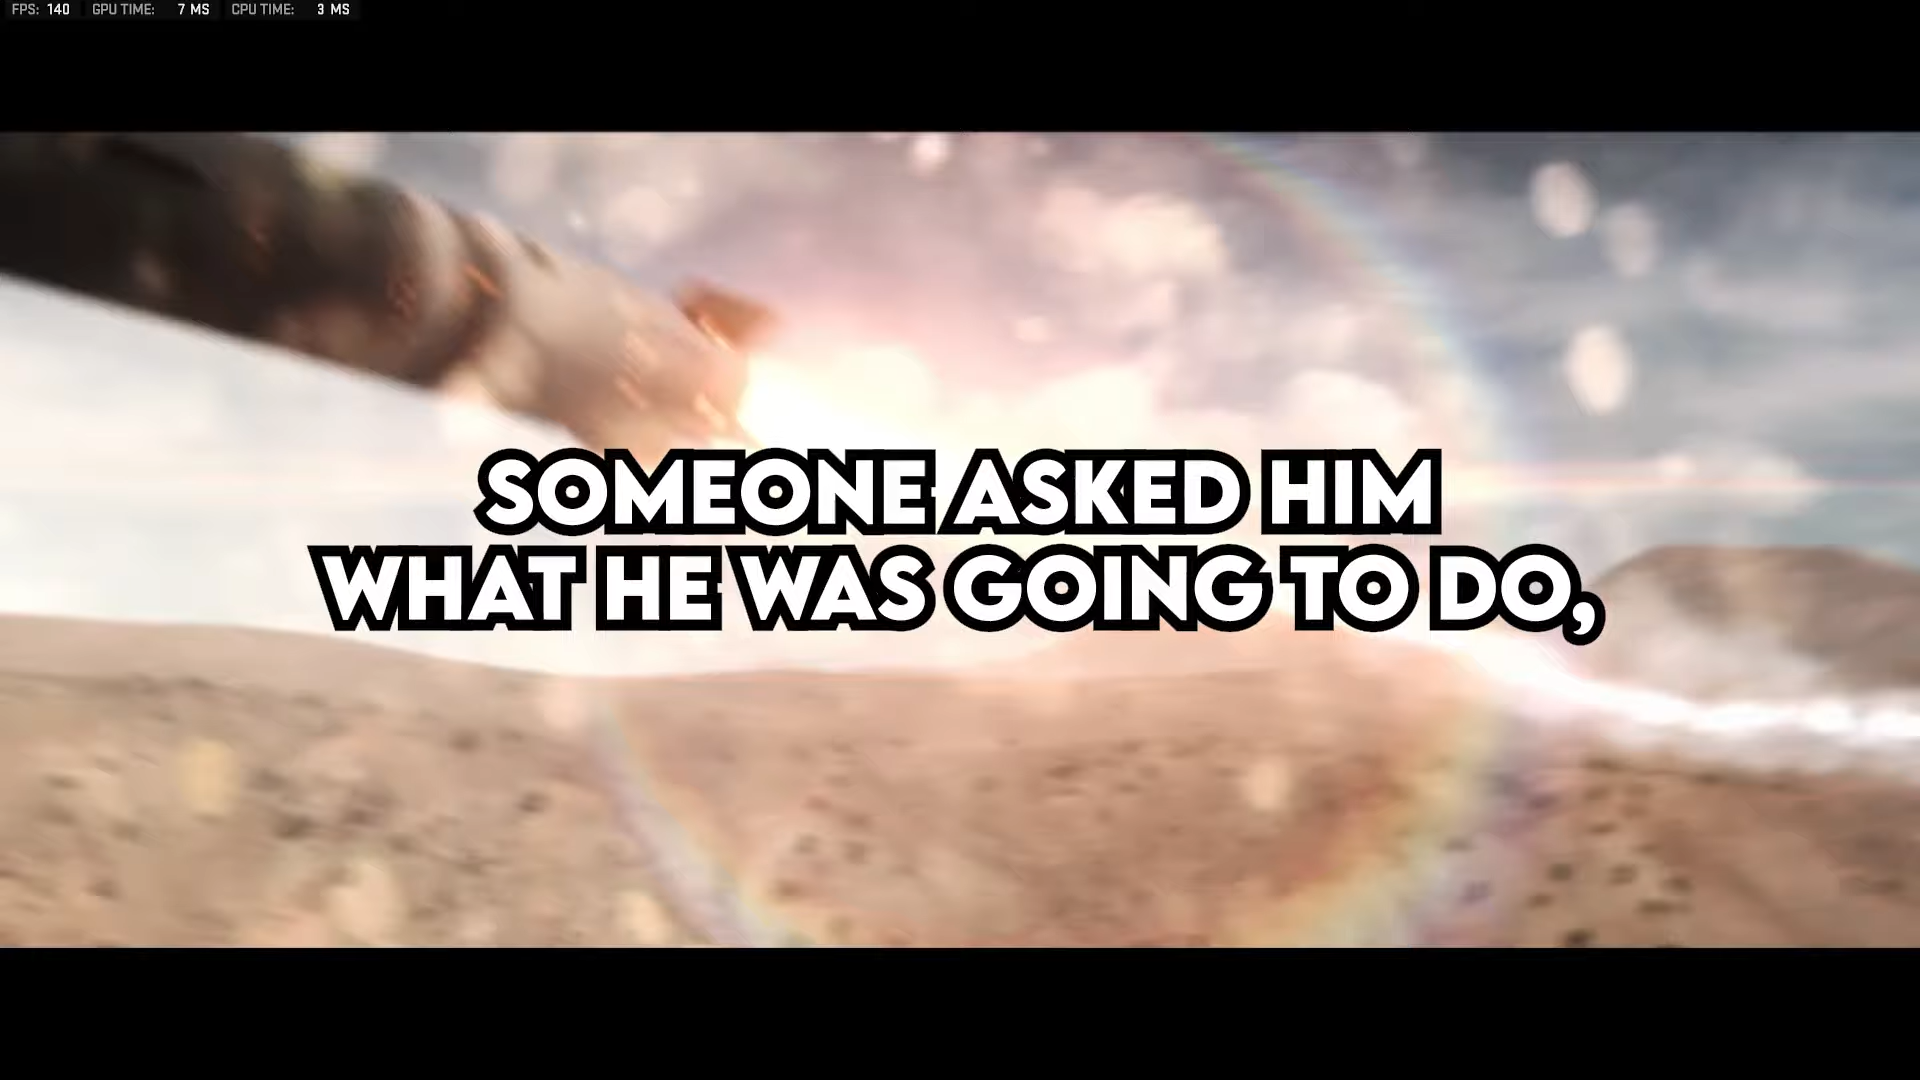 FPS: 140 GPU TIME: 7 MS CPU TIME: 3 MS
SOMEONE ASKED HIM
WHAT HE WAS GOING TO DO,